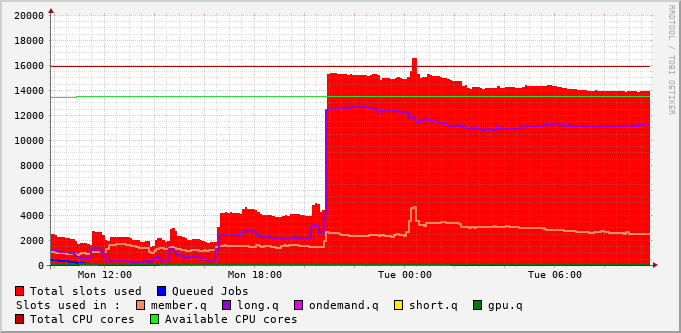 RRDTOOL / TOBI OETIKER
20000
18000
16000
14000
12000
10000
8000
6000
4000
2000
0
Mon 12:00 Mon 18:00 Tue 00:00 Tue 06:00
Total slots used Queued Jobs
Slots used in : member.q long.q ondemand.q short.q gpu.q
Total CPU cores Available CPU cores